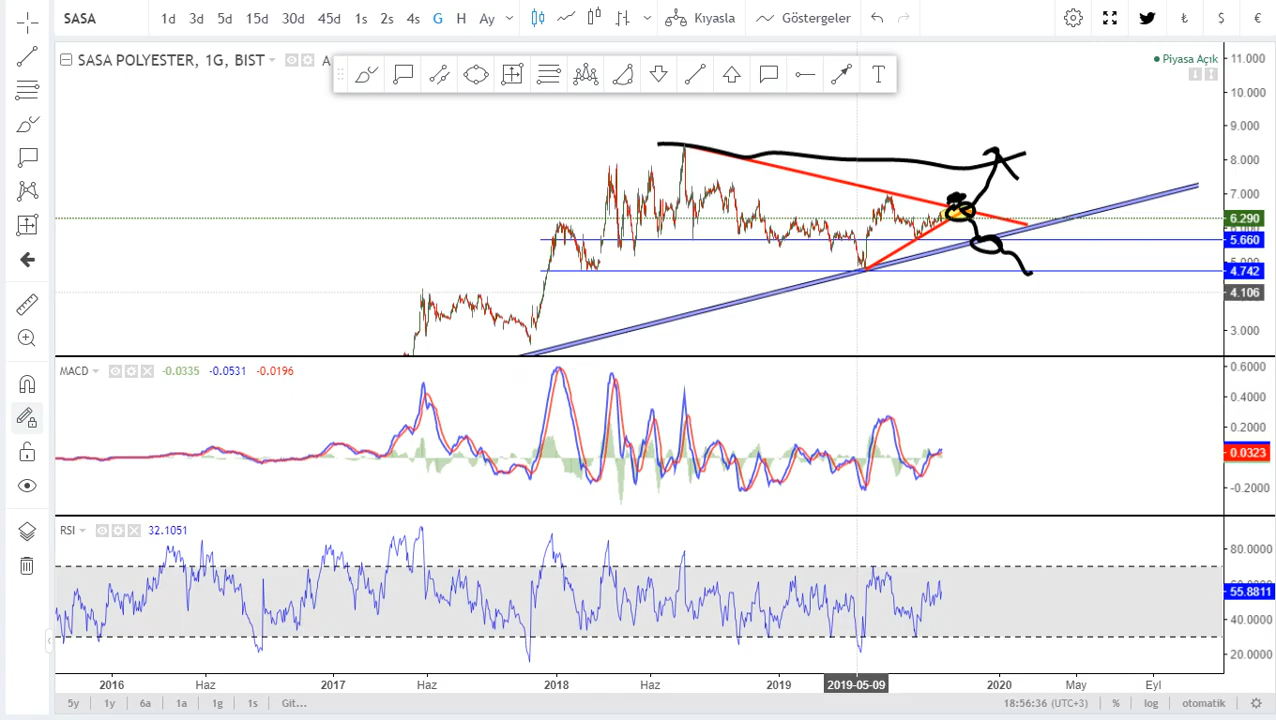 SASA 1d 3d 5d 15d 30d 45d 1s 2s 4s G H Ay Kıyasla Göstergeler ₺ $ €
SASA POLYESTER, 1G, BIST
T
Piyasa Açık
11.000
10.000
9.000
8.000
7.000
6.290
5.660
4.742
4.106
3.000
MACD -0.0335 -0.0531 -0.0196
0.6000
0.4000
0.2000
0.0323
-0.2000
RSI 32.1051
80.0000
55.8811
40.0000
20.0000
2016 Haz 2017 Haz 2018 Haz 2019 2019-05-09 2020 May Eyl
5y 1y 6a 1a 1g 1s Git... 18:56:36 (UTC+3) % log otomatik